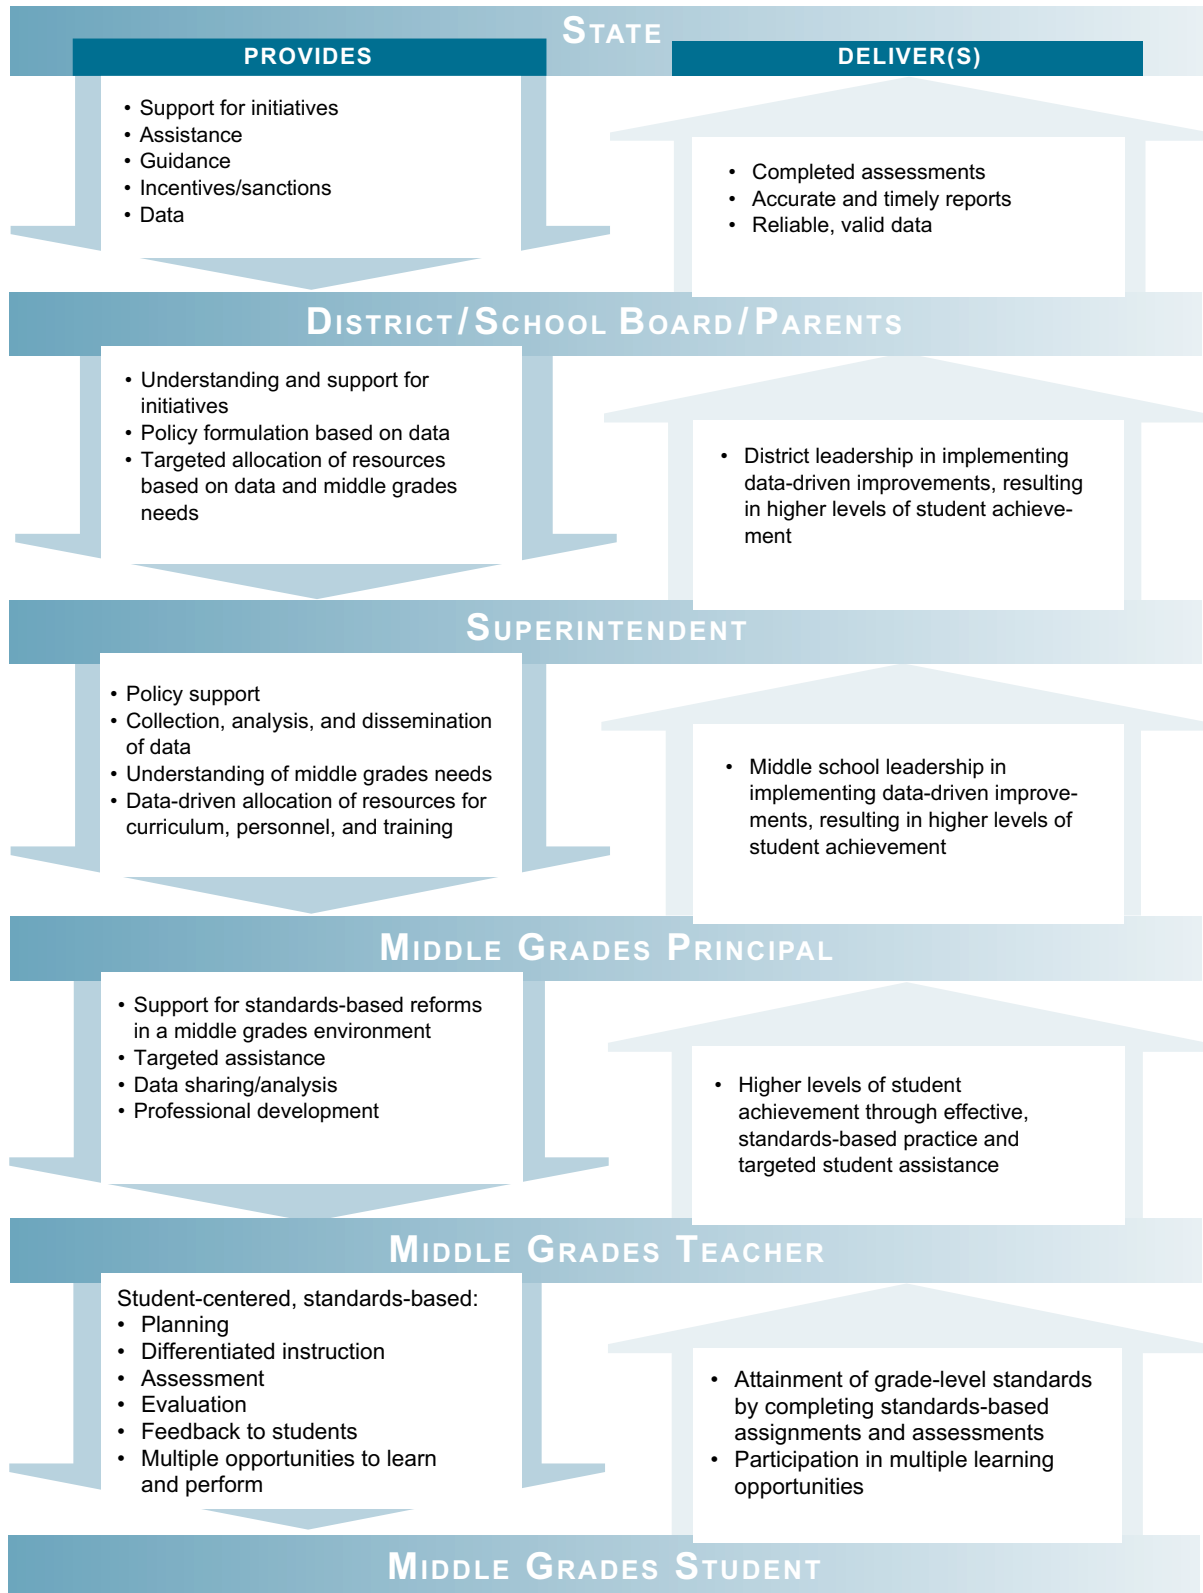 STATE
PROVIDES
DELIVER(S)
• Support for initiatives
• Assistance
• Guidance
• Incentives/sanctions
• Data
• Completed assessments
• Accurate and timely reports
• Reliable, valid data
DISTRICT/SCHOOL BOARD/PARENTS
• Understanding and support for
initiatives
• Policy formulation based on data
• Targeted allocation of resources
based on data and middle grades
needs
• District leadership in implementing
data-driven improvements, resulting
in higher levels of student achieve-
ment
SUPERINTENDENT
• Policy support
• Collection, analysis, and dissemination
of data
• Understanding of middle grades needs
• Data-driven allocation of resources for
curriculum, personnel, and training
• Middle school leadership in
implementing data-driven improve-
ments, resulting in higher levels of
student achievement
MIDDLE GRADES PRINCIPAL
• Support for standards-based reforms
in a middle grades environment
• Targeted assistance
• Data sharing/analysis
• Professional development
• Higher levels of student
achievement through effective,
standards-based practice and
targeted student assistance
MIDDLE GRADES TEACHER
Student-centered, standards-based:
• Planning
• Differentiated instruction
• Assessment
• Evaluation
• Feedback to students
• Multiple opportunities to learn
and perform
• Attainment of grade-level standards
by completing standards-based
assignments and assessments
• Participation in multiple learning
opportunities
MIDDLE GRADES STUDENT